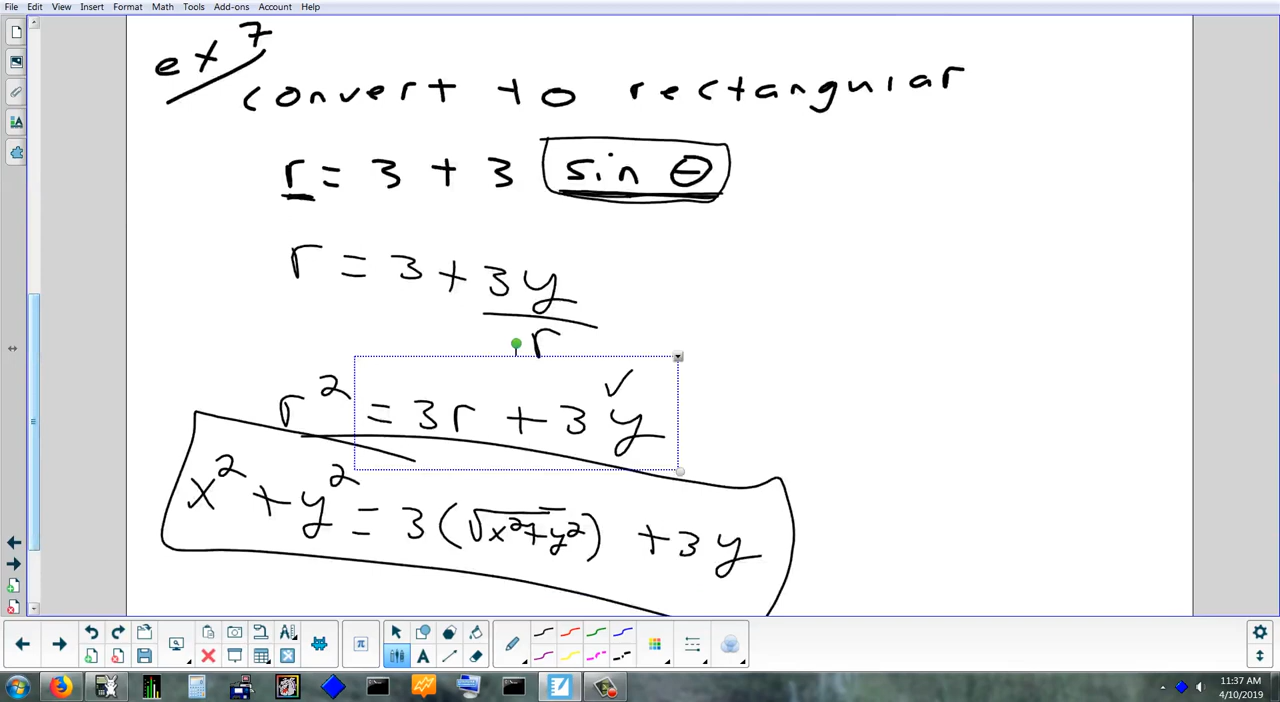 File Edit View Insert Format Math Tools Add-ons Account Help
ex 7
convert to rectangular
r = 3 + 3 sin θ
r = 3 + 3y
r
r² = 3r + 3y
x² + y² = 3(√x²+y²) + 3y
π
A
11:37 AM
4/10/2019